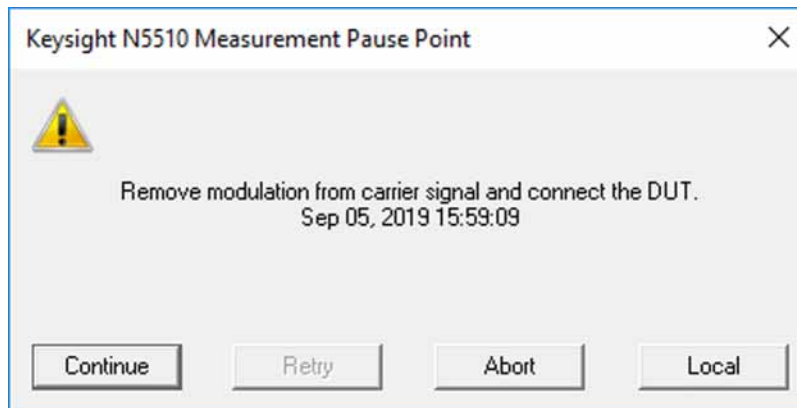 Keysight N5510 Measurement Pause Point
Remove modulation from carrier signal and connect the DUT.
Sep 05, 2019 15:59:09
Continue Retry Abort Local